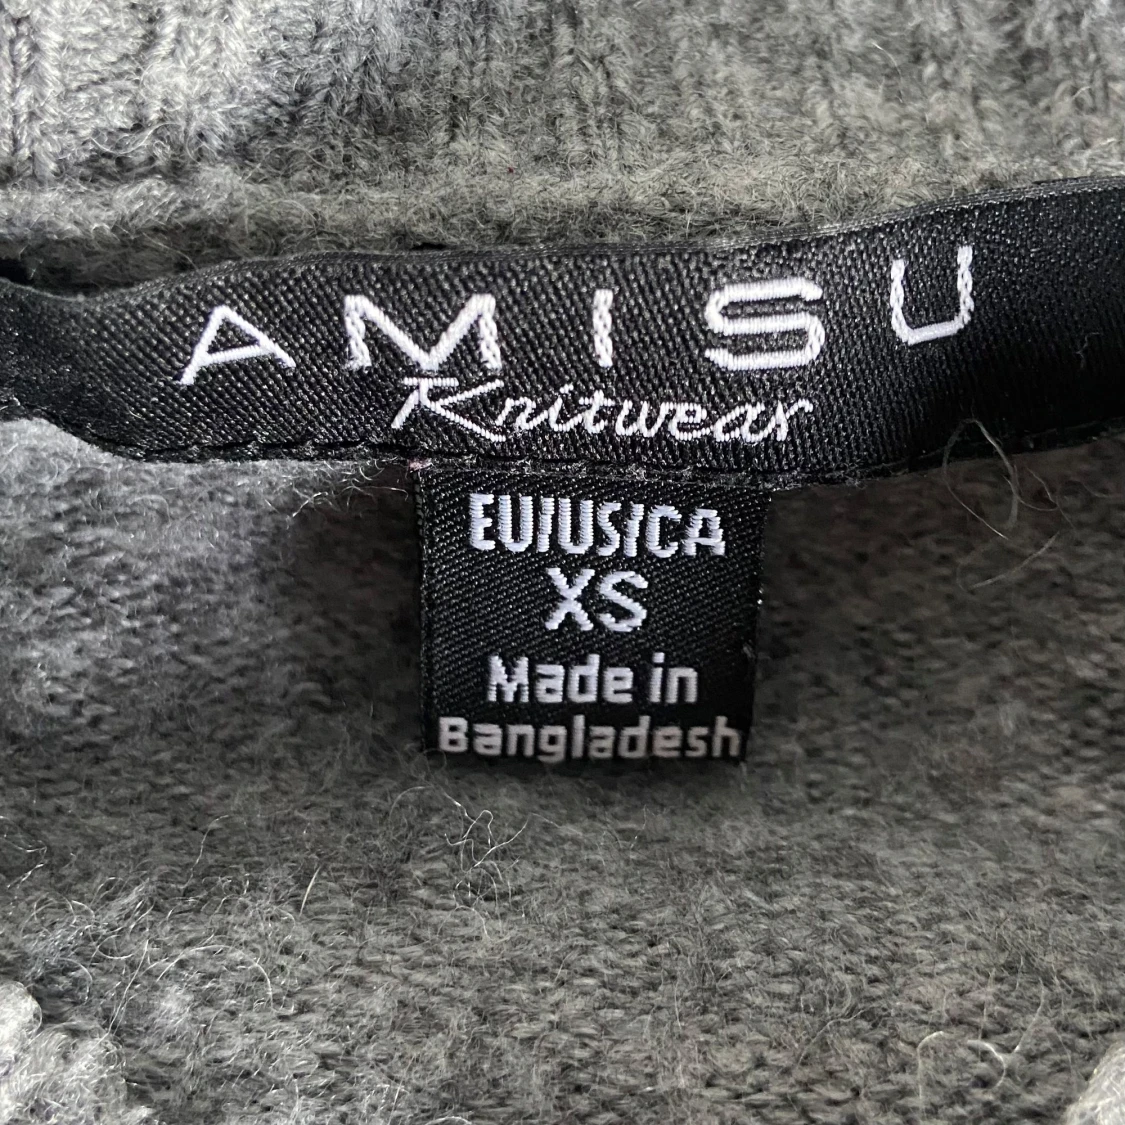 AMISU
Knitwear
EU/US/CA
XS
Made in
Bangladesh